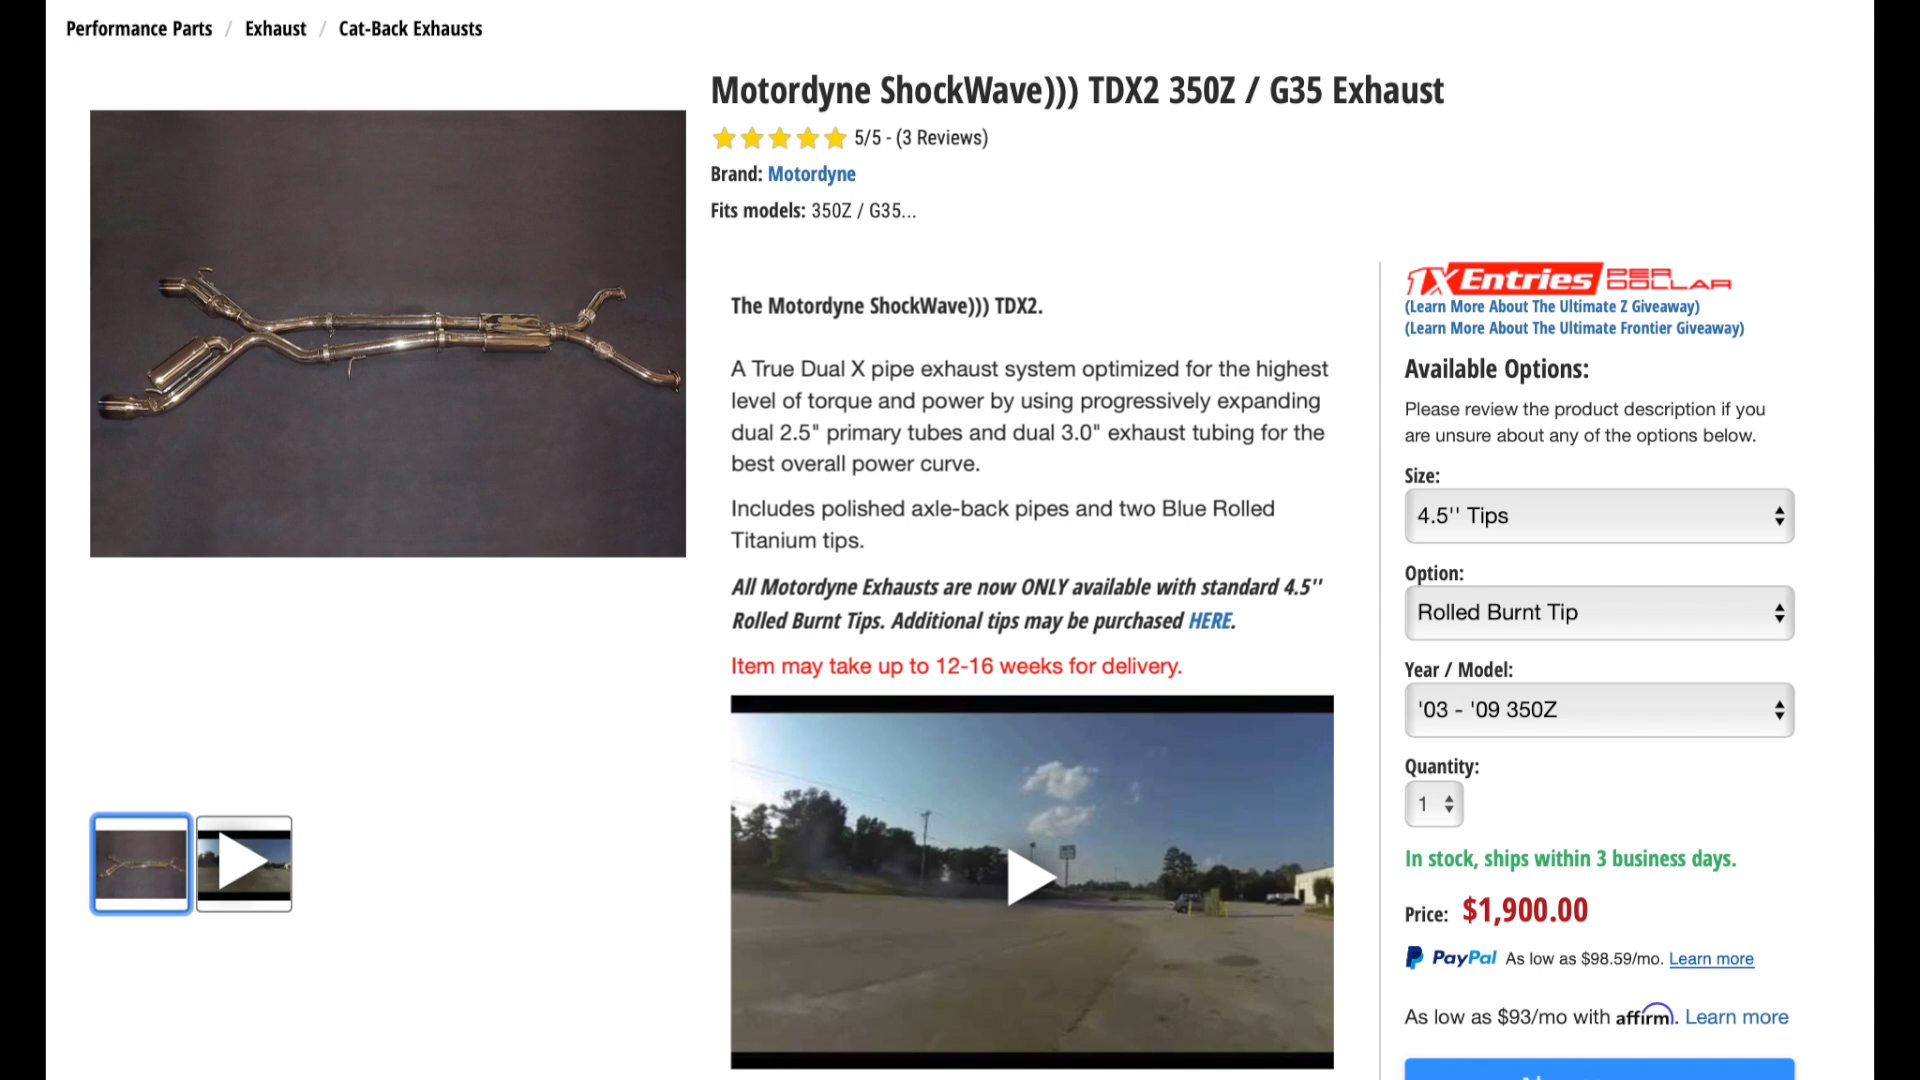 Performance Parts / Exhaust / Cat-Back Exhausts
Motordyne ShockWave))) TDX2 350Z / G35 Exhaust
5/5 - (3 Reviews)
Brand: Motordyne
Fits models: 350Z / G35...
The Motordyne ShockWave))) TDX2.
A True Dual X pipe exhaust system optimized for the highest
level of torque and power by using progressively expanding
dual 2.5" primary tubes and dual 3.0" exhaust tubing for the
best overall power curve.
Includes polished axle-back pipes and two Blue Rolled
Titanium tips.
All Motordyne Exhausts are now ONLY available with standard 4.5''
Rolled Burnt Tips. Additional tips may be purchased HERE.
Item may take up to 12-16 weeks for delivery.
1X Entries PER DOLLAR
(Learn More About The Ultimate Z Giveaway)
(Learn More About The Ultimate Frontier Giveaway)
Available Options:
Please review the product description if you
are unsure about any of the options below.
Size:
4.5'' Tips
Option:
Rolled Burnt Tip
Year / Model:
'03 - '09 350Z
Quantity:
1
In stock, ships within 3 business days.
Price: $1,900.00
PayPal As low as $98.59/mo. Learn more
As low as $93/mo with affirm. Learn more